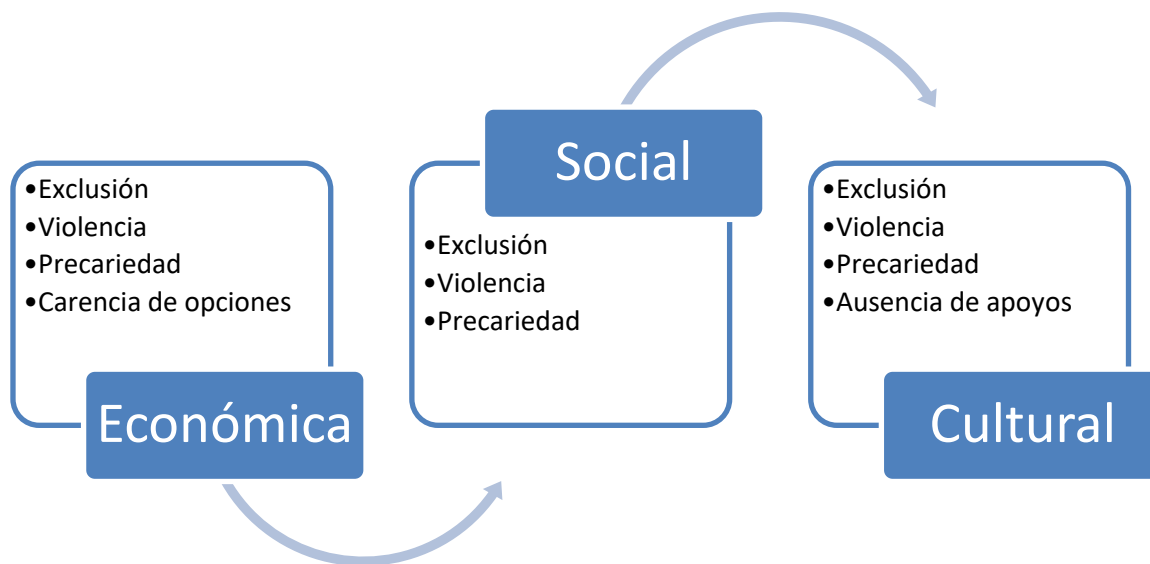 •Exclusión
•Violencia
•Precariedad
•Carencia de opciones
Económica
Social
•Exclusión
•Violencia
•Precariedad
•Exclusión
•Violencia
•Precariedad
•Ausencia de apoyos
Cultural